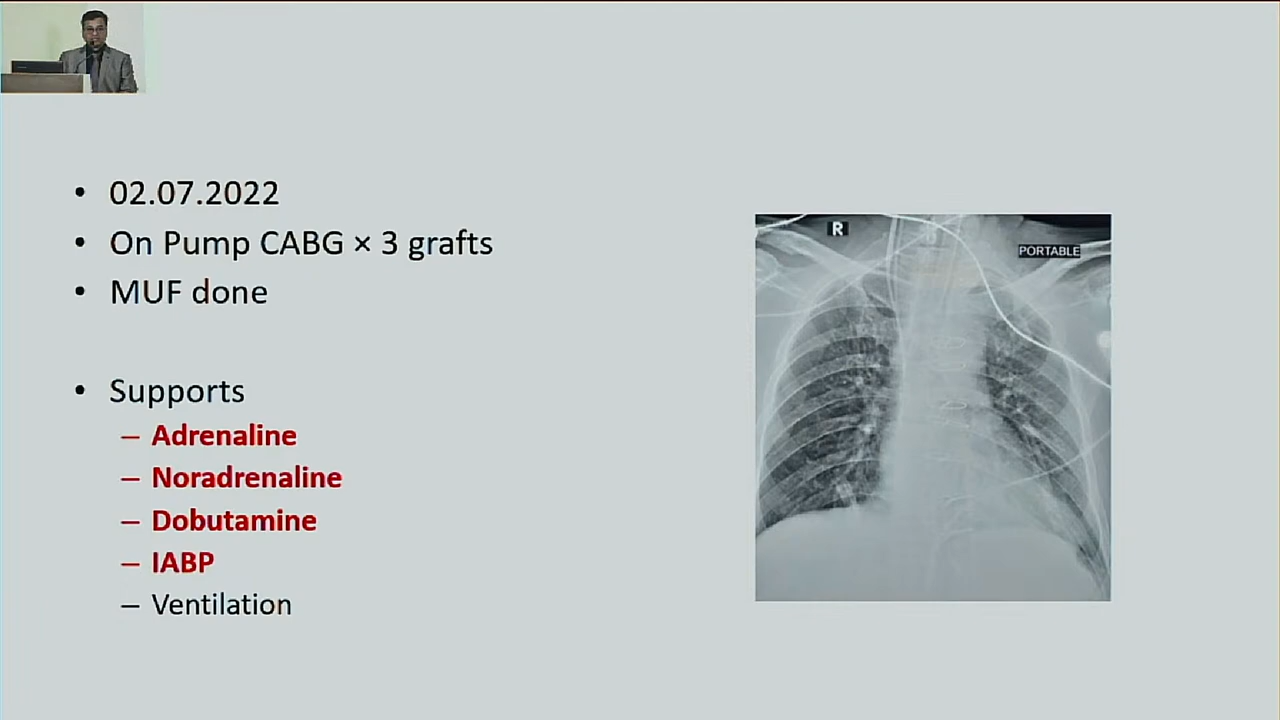 • 02.07.2022
• On Pump CABG × 3 grafts
• MUF done
• Supports
– Adrenaline
– Noradrenaline
– Dobutamine
– IABP
– Ventilation
R
PORTABLE